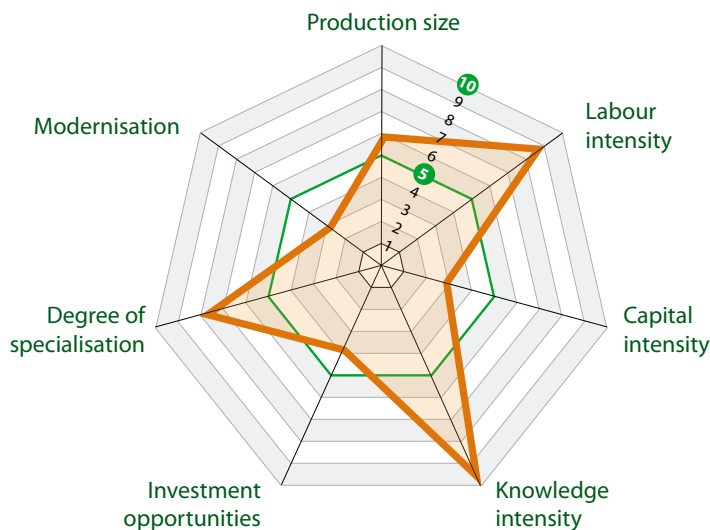 Production size
10
9
8
7
6
5
4
3
2
1
Labour
intensity
Modernisation
Degree of
specialisation
Capital
intensity
Investment
opportunities
Knowledge
intensity